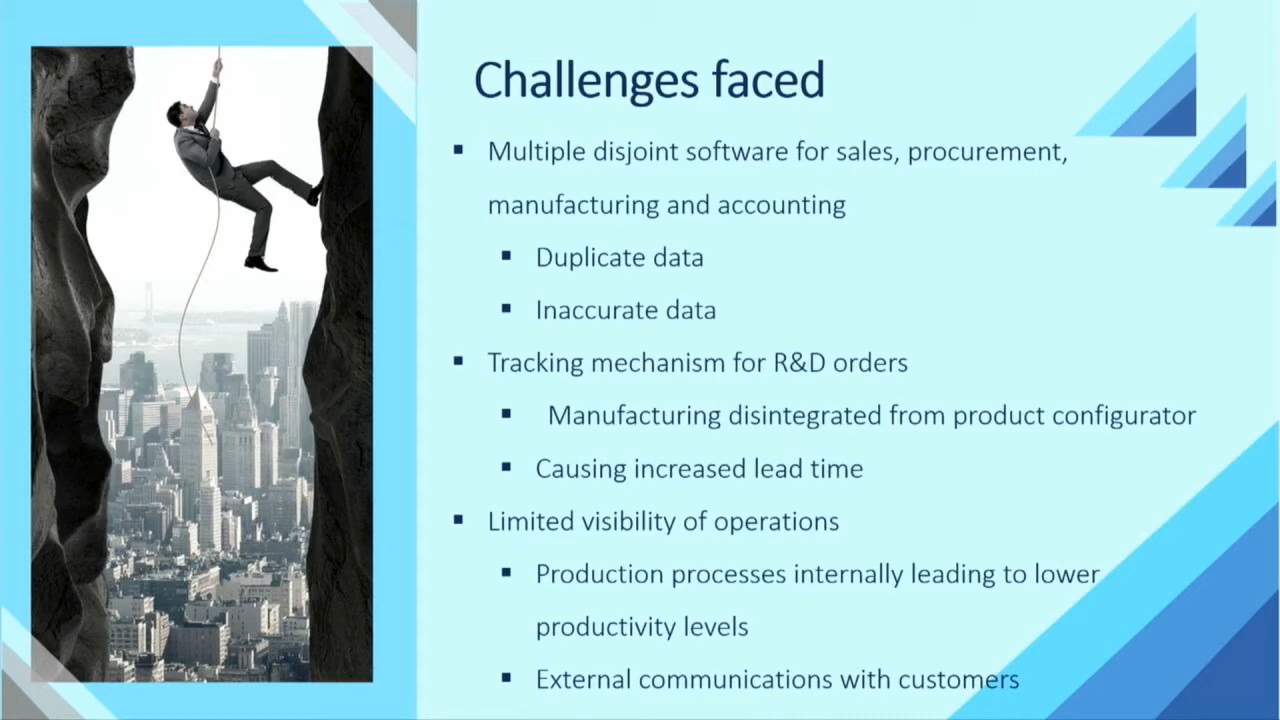 Challenges faced
▪ Multiple disjoint software for sales, procurement,
manufacturing and accounting
▪ Duplicate data
▪ Inaccurate data
▪ Tracking mechanism for R&D orders
▪ Manufacturing disintegrated from product configurator
▪ Causing increased lead time
▪ Limited visibility of operations
▪ Production processes internally leading to lower
productivity levels
▪ External communications with customers